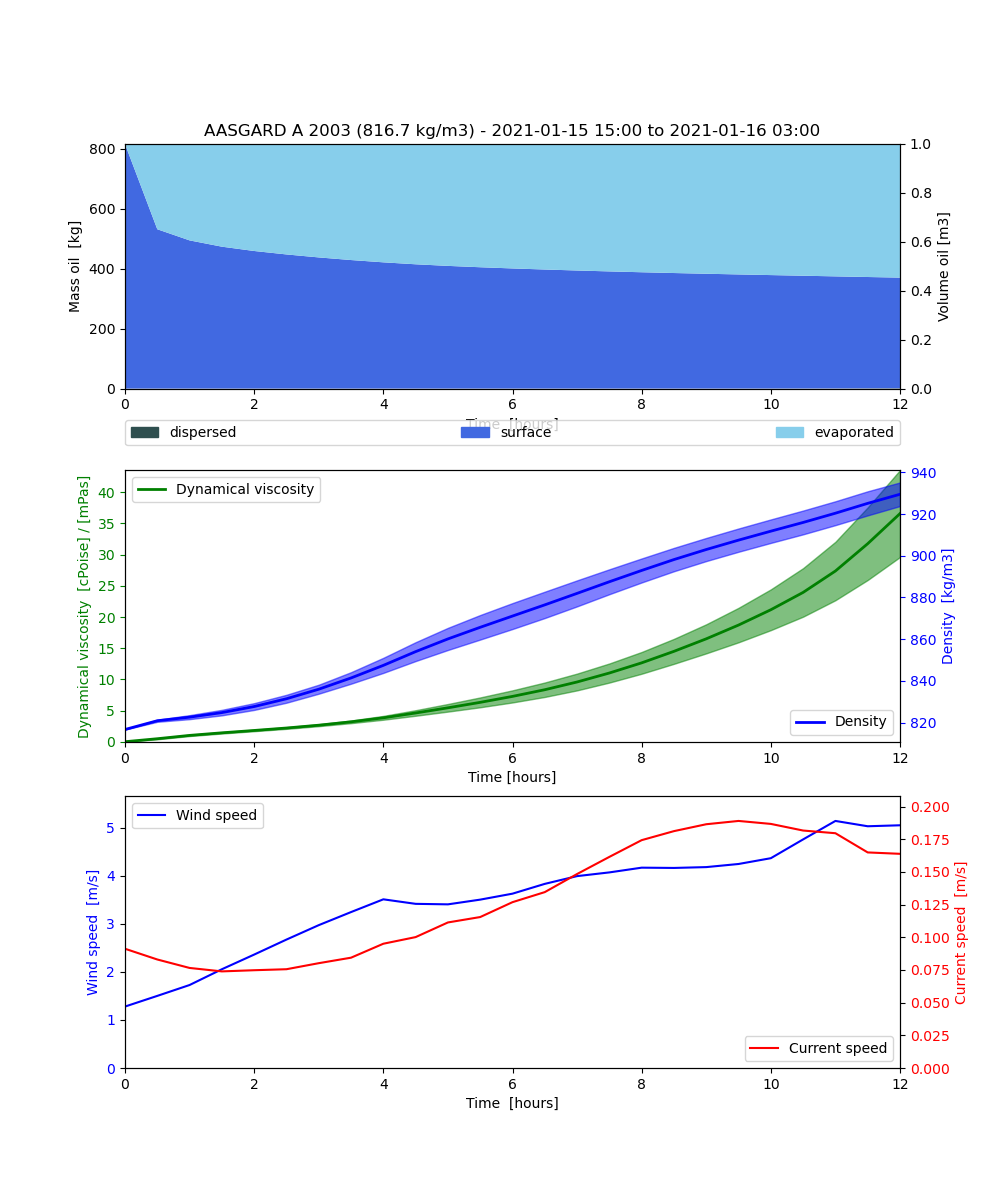 AASGARD A 2003 (816.7 kg/m3) - 2021-01-15 15:00 to 2021-01-16 03:00
Mass oil [kg]
800
600
400
200
0
Volume oil [m3]
1.0
0.8
0.6
0.4
0.2
0.0
0 2 4 6 8 10 12
Time [hours]
dispersed surface evaporated
Dynamical viscosity
Dynamical viscosity [cPoise] / [mPas]
40
35
30
25
20
15
10
5
0
Density [kg/m3]
940
920
900
880
860
840
820
Density
0 2 4 6 8 10 12
Time [hours]
Wind speed
Wind speed [m/s]
5
4
3
2
1
0
Current speed [m/s]
0.200
0.175
0.150
0.125
0.100
0.075
0.050
0.025
0.000
Current speed
0 2 4 6 8 10 12
Time [hours]